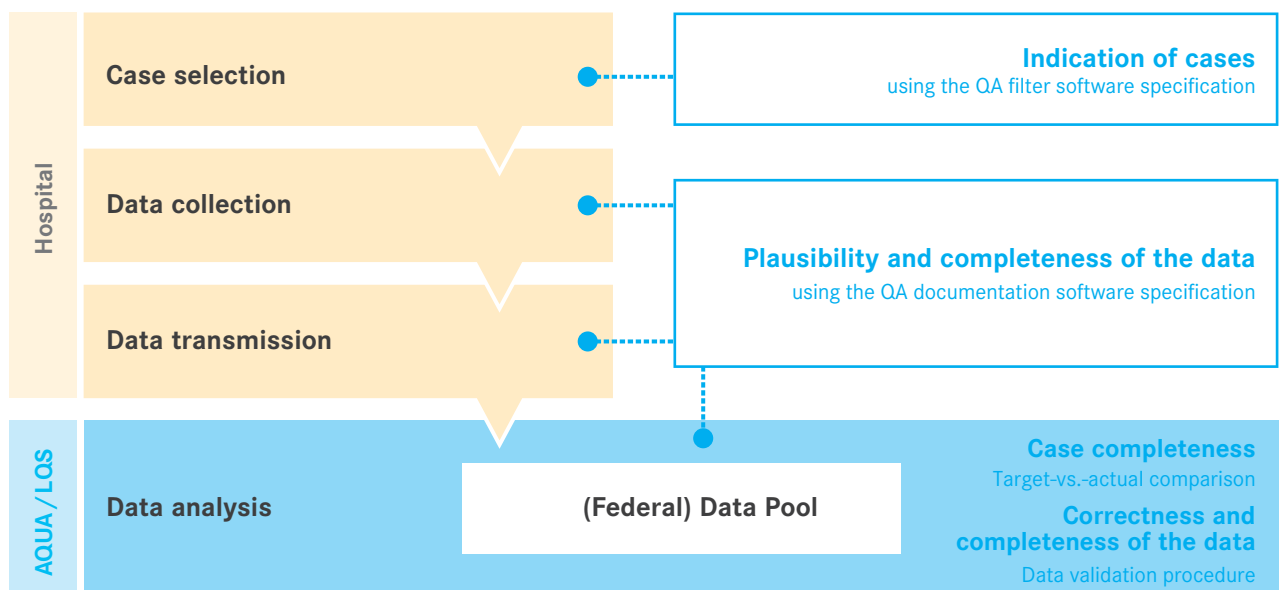 Hospital
Case selection
Indication of cases
using the QA filter software specification
Data collection
Plausibility and completeness of the data
using the QA documentation software specification
Data transmission
AQUA / LQS
Data analysis
(Federal) Data Pool
Case completeness
Target-vs.-actual comparison
Correctness and
completeness of the data
Data validation procedure